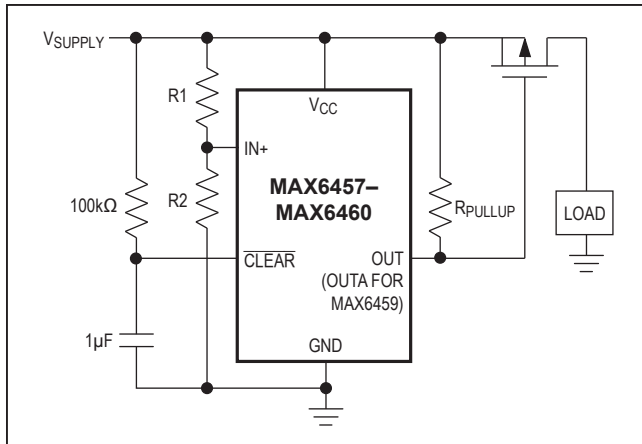 VSUPPLY
R1
VCC
IN+
MAX6457–
MAX6460
R2
RPULLUP
100kΩ
LOAD
CLEAR
OUT
(OUTA FOR
MAX6459)
1µF
GND